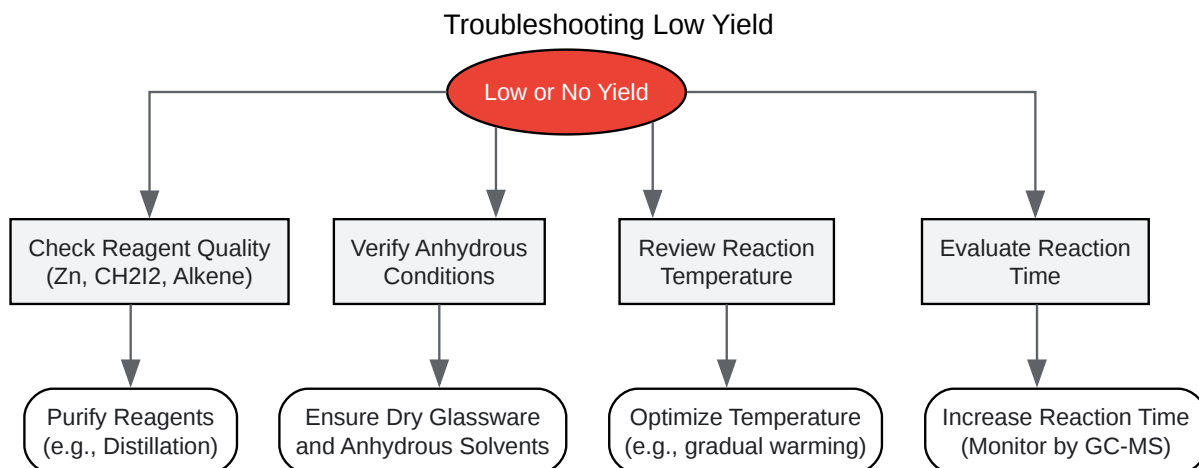 Troubleshooting Low Yield
Low or No Yield
Check Reagent Quality
(Zn, CH2I2, Alkene)
Verify Anhydrous
Conditions
Review Reaction
Temperature
Evaluate Reaction
Time
Purify Reagents
(e.g., Distillation)
Ensure Dry Glassware
and Anhydrous Solvents
Optimize Temperature
(e.g., gradual warming)
Increase Reaction Time
(Monitor by GC-MS)